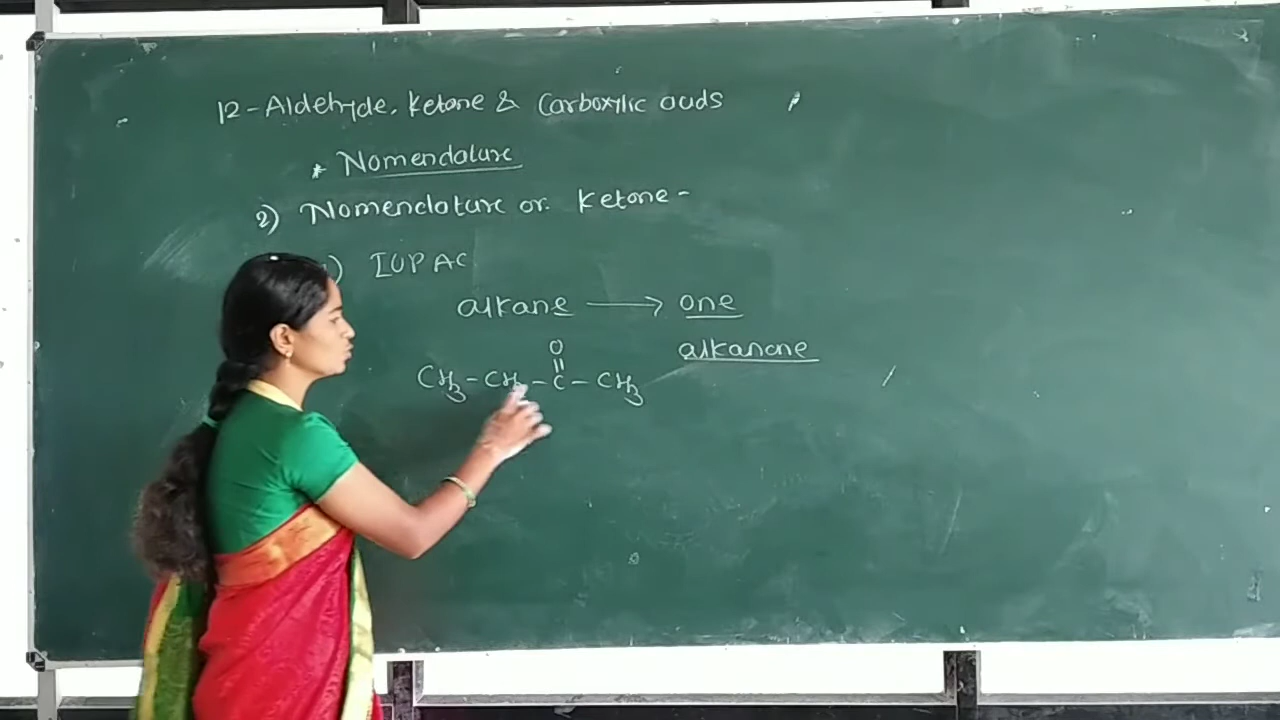 12-Aldehyde, Ketone & Carboxylic acids
* Nomenclature
2) Nomenclature or. Ketone -
) IUPAC
alkane → one
alkanone
O
||
CH3 - CH2 - C - CH3